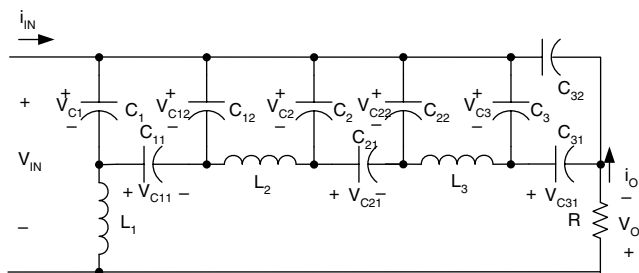 i_IN
+ V_C1 − C_1
+ V_C12 − C_12
+ V_C2 − C_2
+ V_C22 − C_22
+ V_C3 − C_3
C_32
C_11
C_21
C_31
+ V_IN −
+ V_C11 −
L_2
+ V_C21 −
L_3
+ V_C31 −
i_O
L_1
R
− V_O +